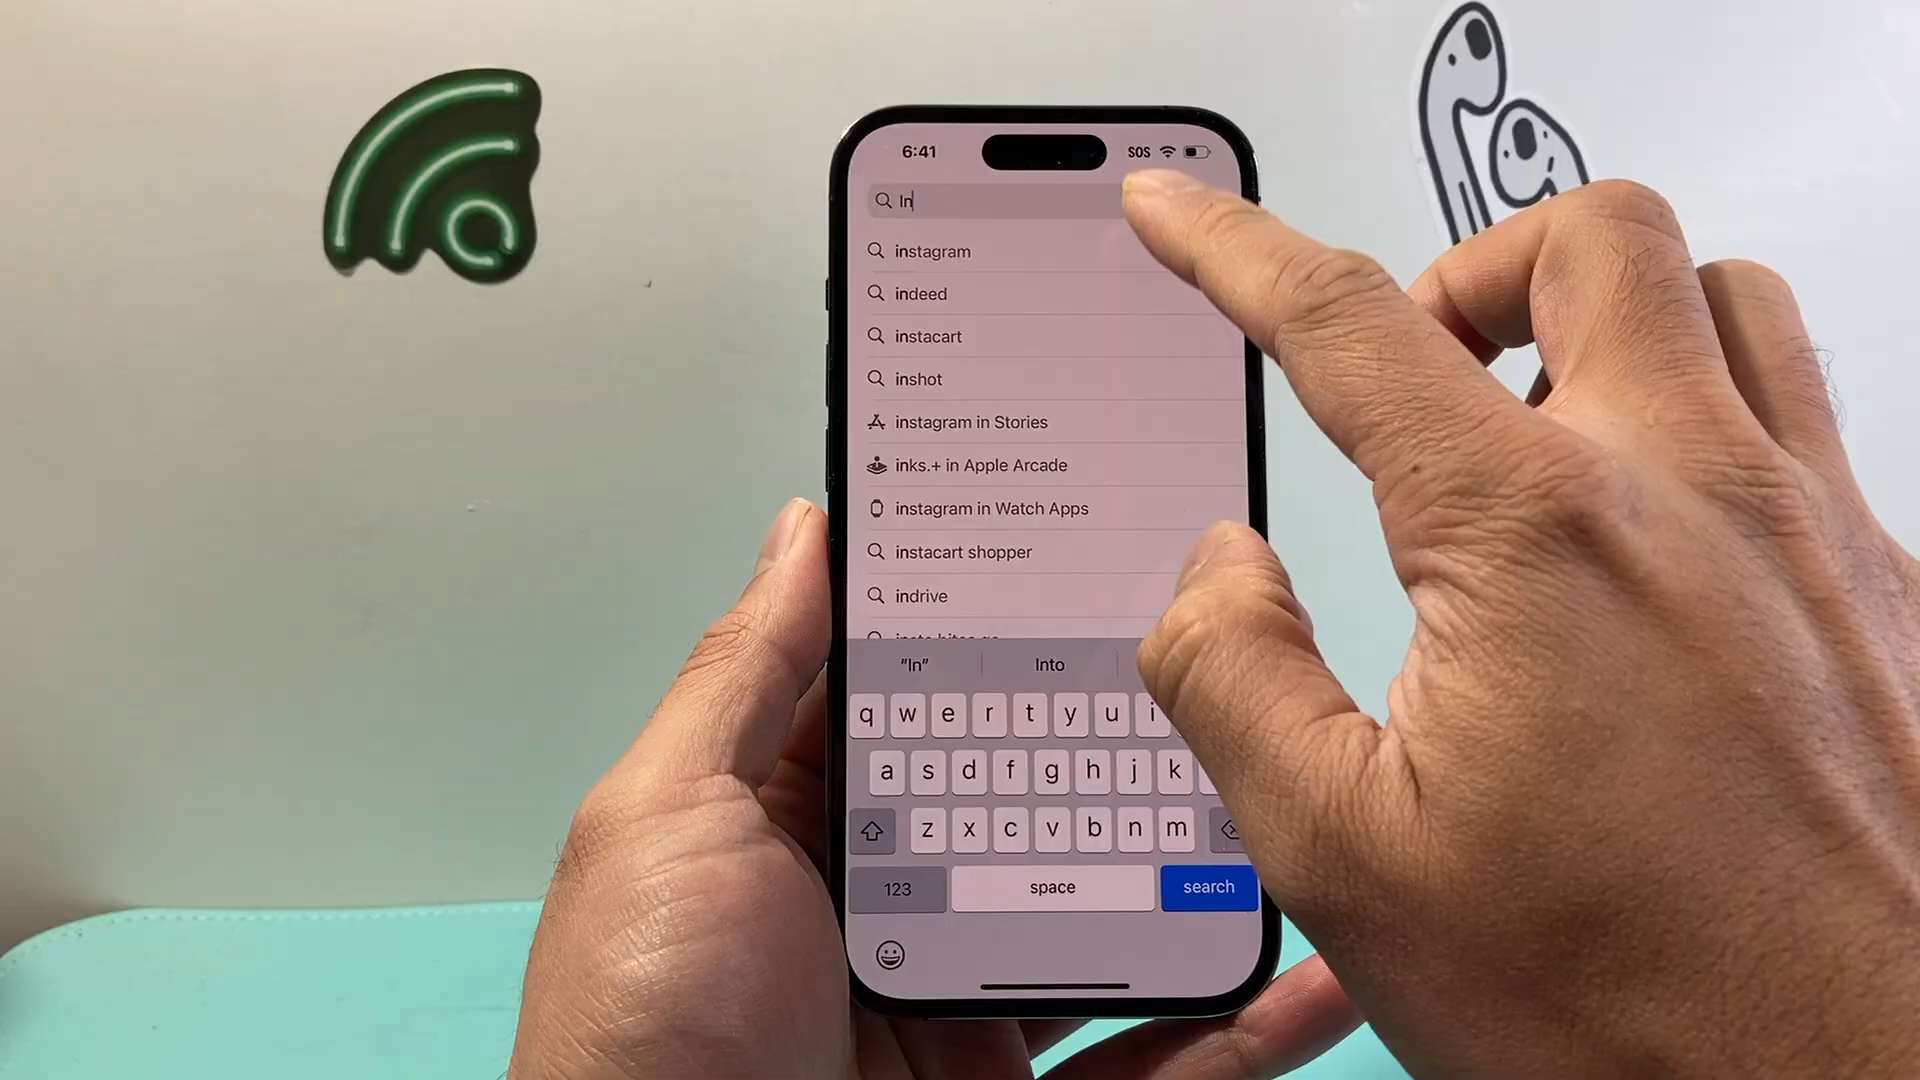 6:41 SOS
In
instagram
indeed
instacart
inshot
instagram in Stories
inks.+ in Apple Arcade
instagram in Watch Apps
instacart shopper
indrive
"In" Into
q w e r t y u i
a s d f g h j k
z x c v b n m
123 space search